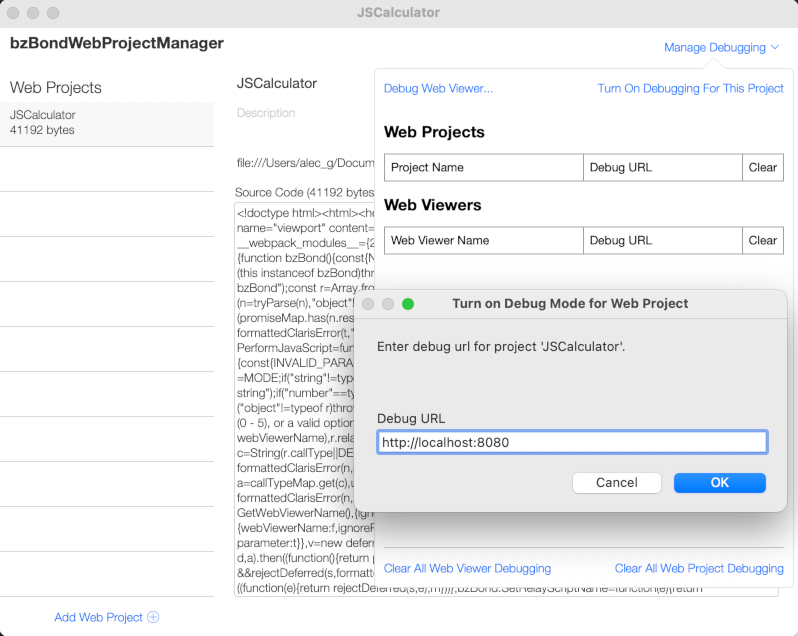 JSCalculator
bzBondWebProjectManager
Manage Debugging
Web Projects
JSCalculator
41192 bytes
Add Web Project
JSCalculator
Description
file:///Users/alec_g/Docum
Source Code (41192 bytes
<!doctype html><html><he
name="viewport" content=
__webpack_modules__={2
{function bzBond(){const{N
(this instanceof bzBond)thr
bzBond");const r=Array.fro
(n=tryParse(n),"object"!=
(promiseMap.has(n.res
formattedClarisError(t,"
PerformJavaScript=fun
{const{INVALID_PARA
=MODE;if("string"!=type
string");if("number"==ty
("object"!=typeof r)throw
(0 - 5), or a valid option
webViewerName),r.rela
c=String(r.callType||DE
formattedClarisError(n,
a=callTypeMap.get(c),u
formattedClarisError(n,
GetWebViewerName(),{ign
{webViewerName:f,ignoreR
parameter:t}},v=new deferr
d,a).then((function(){return p
&&rejectDeferred(s,formatte
((function(e){return rejectDeferred(s,e),m}))};bzBond.SetRelayScriptName=function(e){return
Debug Web Viewer...
Turn On Debugging For This Project
Web Projects
Project Name Debug URL Clear
Web Viewers
Web Viewer Name Debug URL Clear
Turn on Debug Mode for Web Project
Enter debug url for project 'JSCalculator'.
Debug URL
http://localhost:8080
Cancel OK
Clear All Web Viewer Debugging
Clear All Web Project Debugging